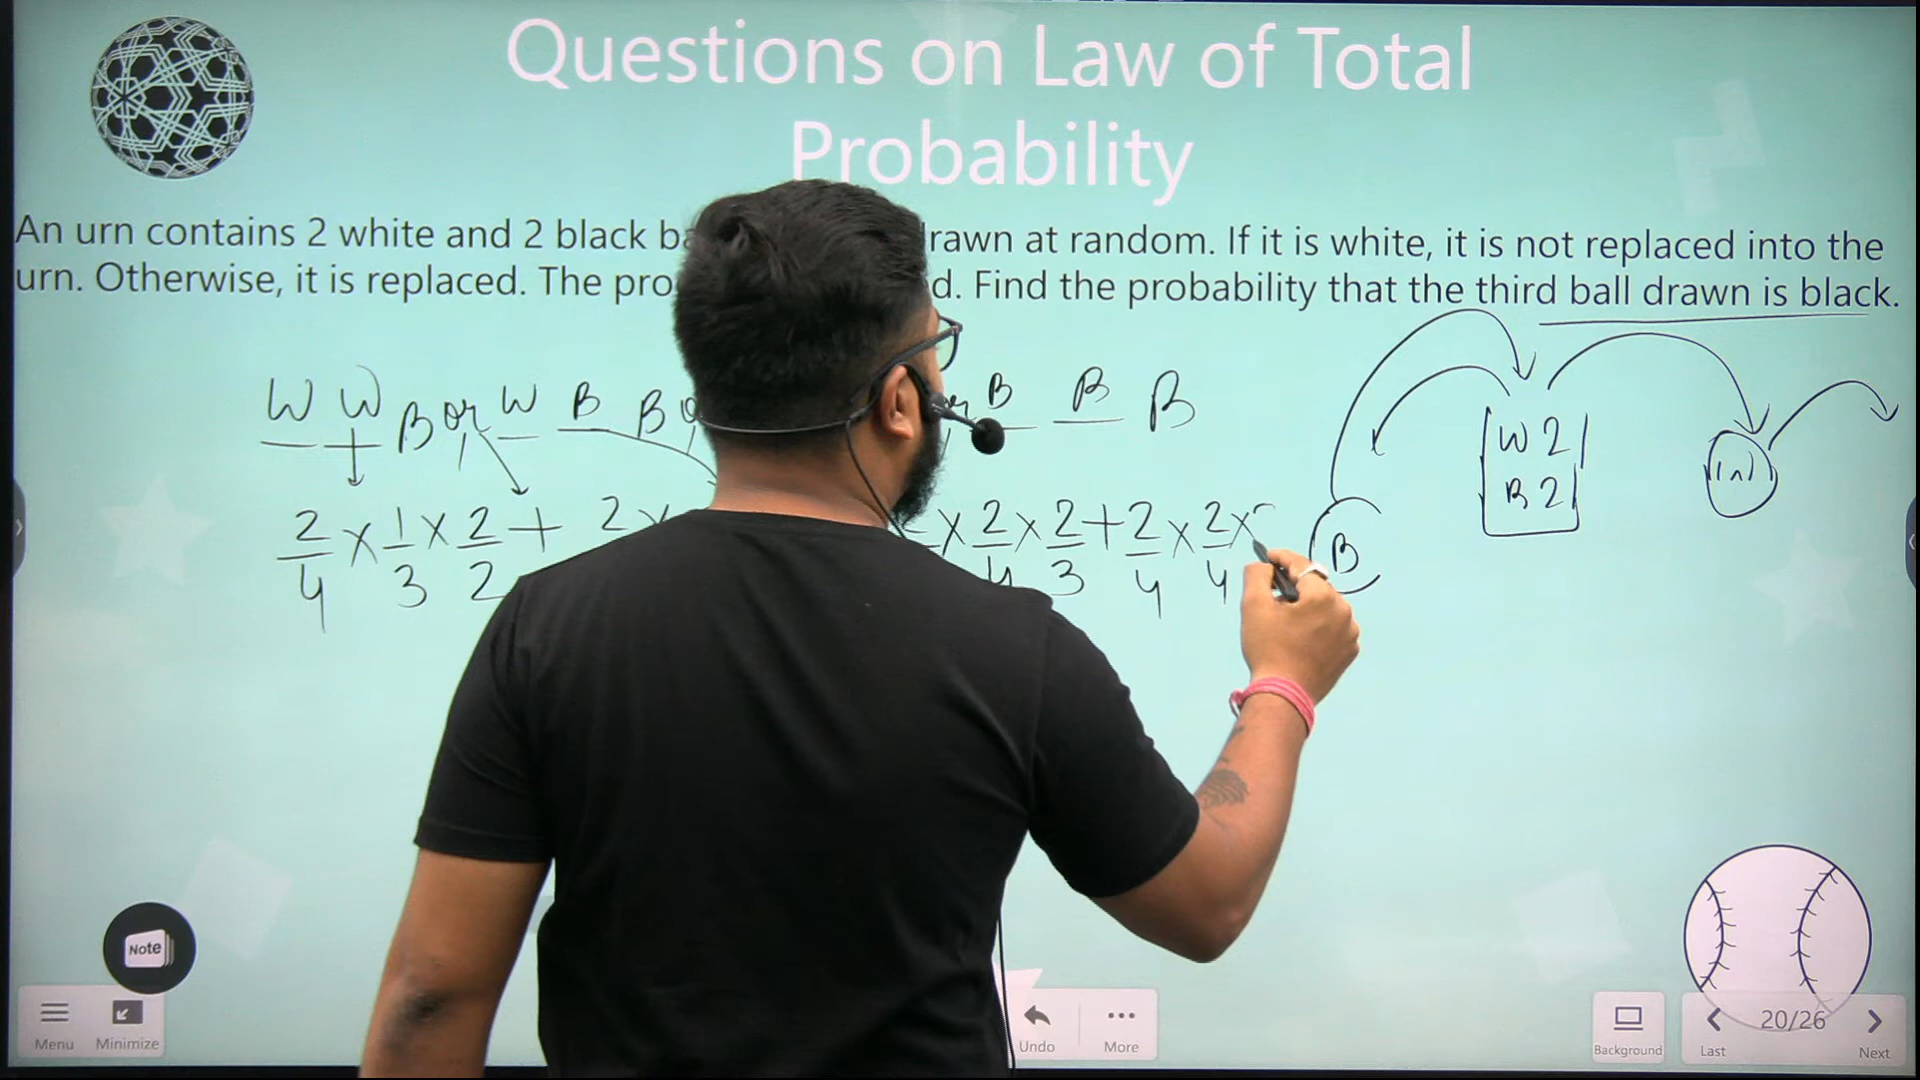 Questions on Law of Total
Probability
An urn contains 2 white and 2 black drawn at random. If it is white, it is not replaced into the
urn. Otherwise, it is replaced. The Find the probability that the third ball drawn is black.
W W B or W B B or B B B
2/4 × 1/3 × 2/2 + 2 × × 2/4 × 2/3 + 2/4 × 2/4 ×
W 2
B 2
1W
B
Note
Menu
Minimize
Undo
More
Background
Last
20/26
Next